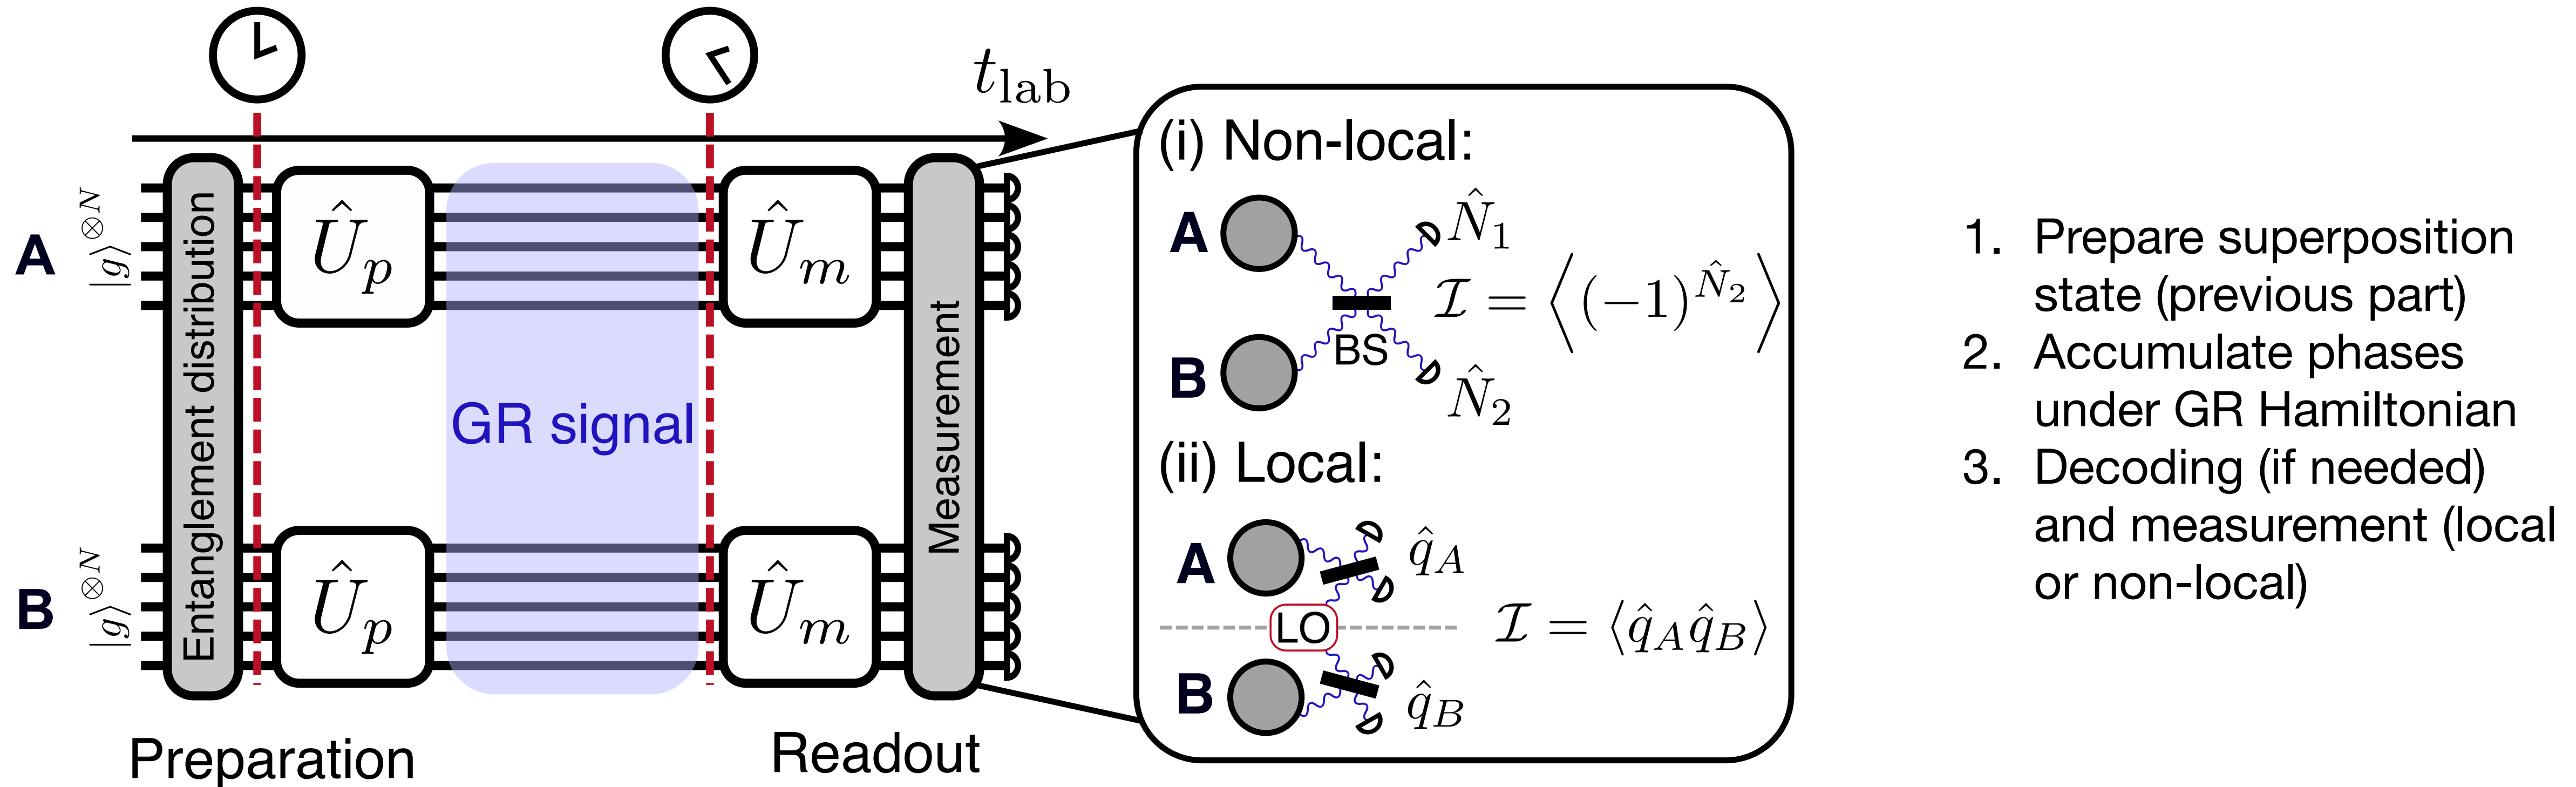 t_lab
A
|g⟩^{⊗N}
Entanglement distribution
Û_p
Û_m
GR signal
Measurement
B
|g⟩^{⊗N}
Û_p
Û_m
Preparation
Readout
(i) Non-local:
A
N̂_1
ℐ = ⟨(−1)^{N̂_2}⟩
BS
B
N̂_2
(ii) Local:
A
q̂_A
LO
ℐ = ⟨q̂_A q̂_B⟩
B
q̂_B
1. Prepare superposition
state (previous part)
2. Accumulate phases
under GR Hamiltonian
3. Decoding (if needed)
and measurement (local
or non-local)